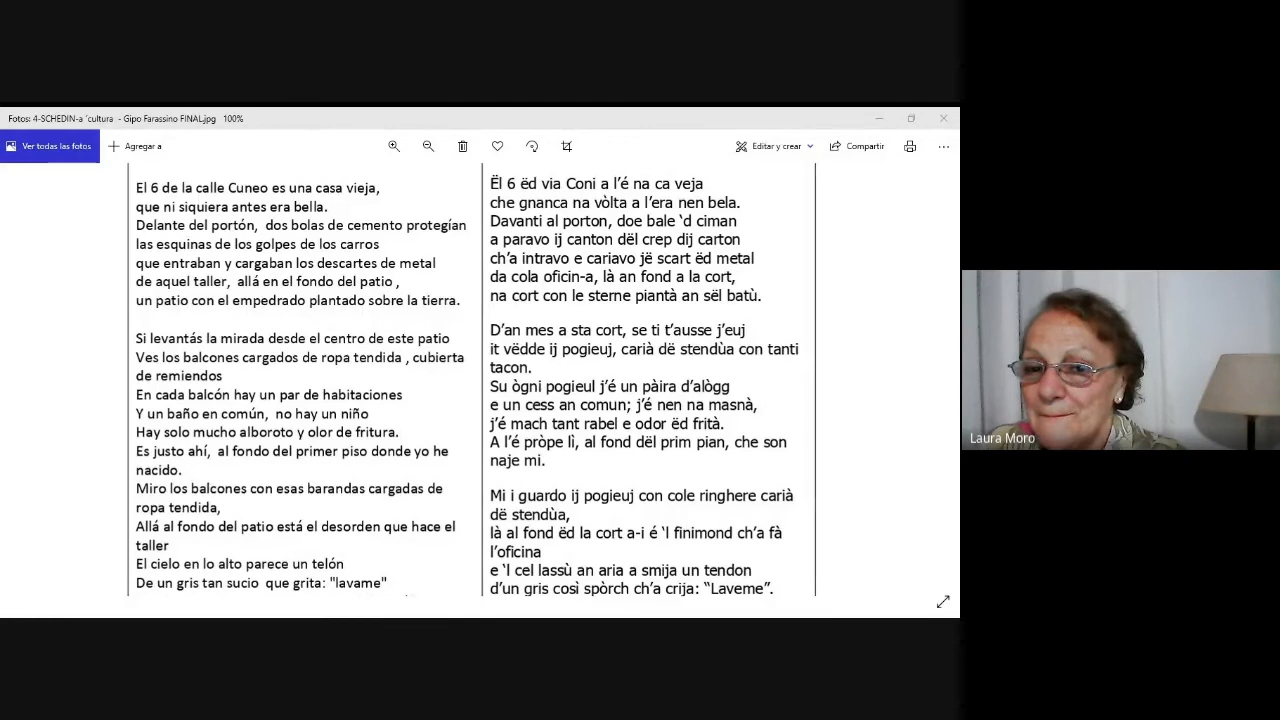 Fotos: 4-SCHEDIN-a ´cultura - Gipo Farassino FINAL.jpg 100%
Ver todas las fotos
Agregar a
Editar y crear
Compartir
El 6 de la calle Cuneo es una casa vieja,
que ni siquiera antes era bella.
Delante del portón, dos bolas de cemento protegían
las esquinas de los golpes de los carros
que entraban y cargaban los descartes de metal
de aquel taller, allá en el fondo del patio ,
un patio con el empedrado plantado sobre la tierra.
Si levantás la mirada desde el centro de este patio
Ves los balcones cargados de ropa tendida , cubierta
de remiendos
En cada balcón hay un par de habitaciones
Y un baño en común, no hay un niño
Hay solo mucho alboroto y olor de fritura.
Es justo ahí, al fondo del primer piso donde yo he
nacido.
Miro los balcones con esas barandas cargadas de
ropa tendida,
Allá al fondo del patio está el desorden que hace el
taller
El cielo en lo alto parece un telón
De un gris tan sucio que grita: "lavame"
Ël 6 ëd via Coni a l’é na ca veja
che gnanca na vòlta a l’era nen bela.
Davanti al porton, doe bale ‘d ciman
a paravo ij canton dël crep dij carton
ch’a intravo e cariavo jë scart ëd metal
da cola oficin-a, là an fond a la cort,
na cort con le sterne piantà an sël batù.
D’an mes a sta cort, se ti t’ausse j’euj
it vëdde ij pogieuj, carià dë stendùa con tanti
tacon.
Su ògni pogieul j’é un pàira d’alògg
e un cess an comun; j’é nen na masnà,
j’é mach tant rabel e odor ëd frità.
A l’é pròpe lì, al fond dël prim pian, che son
naje mi.
Mi i guardo ij pogieuj con cole ringhere carià
dë stendùa,
là al fond ëd la cort a-i é ‘l finimond ch’a fà
l’oficina
e ‘l cel lassù an aria a smija un tendon
d’un gris così spòrch ch’a crija: “Laveme”.
Laura Moro